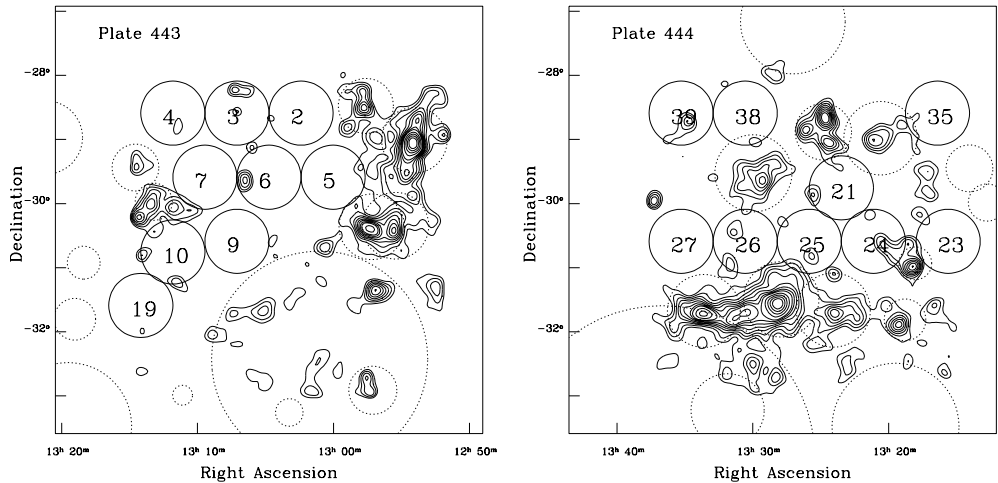 Plate 443
-28°
4
3
2
7
6
5
-30°
10
9
19
-32°
13 20ᵐ
13ʰ 10ᵐ
13ʰ 00ᵐ
12ʰ 50ᵐ
Right Ascension
Declination
Plate 444
-28°
39
38
35
21
-30°
27
26
25
24
23
-32°
13ʰ 40ᵐ
13ʰ 30ᵐ
13ʰ 20ᵐ
Right Ascension
Declination